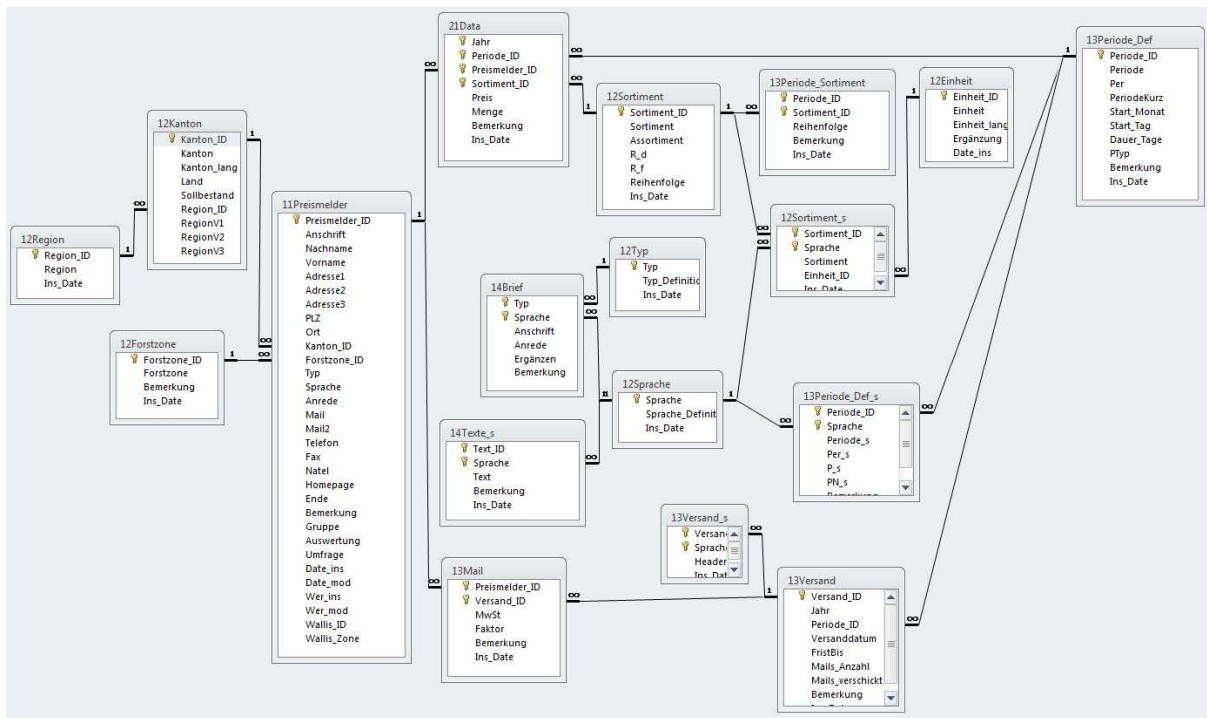 21Data
Jahr
Periode_ID
Preismelder_ID
Sortiment_ID
Preis
Menge
Bemerkung
Ins_Date
13Periode_Def
Periode_ID
Periode
Per
PeriodeKurz
Start_Monat
Start_Tag
Dauer_Tage
PTyp
Bemerkung
Ins_Date
12Sortiment
Sortiment_ID
Sortiment
Assortiment
R_d
R_f
Reihenfolge
Ins_Date
13Periode_Sortiment
Periode_ID
Sortiment_ID
Reihenfolge
Bemerkung
Ins_Date
12Einheit
Einheit_ID
Einheit
Einheit_lang
Ergänzung
Date_ins
12Kanton
Kanton_ID
Kanton
Kanton_lang
Land
Sollbestand
Region_ID
RegionV1
RegionV2
RegionV3
12Region
Region_ID
Region
Ins_Date
12Forstzone
Forstzone_ID
Forstzone
Bemerkung
Ins_Date
11Preismelder
Preismelder_ID
Anschrift
Nachname
Vorname
Adresse1
Adresse2
Adresse3
PLZ
Ort
Kanton_ID
Forstzone_ID
Typ
Sprache
Anrede
Mail
Mail2
Telefon
Fax
Natel
Homepage
Ende
Bemerkung
Gruppe
Auswertung
Umfrage
Date_ins
Date_mod
Wer_ins
Wer_mod
Wallis_ID
Wallis_Zone
12Sortiment_s
Sortiment_ID
Sprache
Sortiment
Einheit_ID
Ins_Date
12Typ
Typ
Typ_Definitio
Ins_Date
14Brief
Typ
Sprache
Anschrift
Anrede
Ergänzen
Bemerkung
12Sprache
Sprache
Sprache_Definit
Ins_Date
14Texte_s
Text_ID
Sprache
Text
Bemerkung
Ins_Date
13Periode_Def_s
Periode_ID
Sprache
Periode_s
Per_s
P_s
PN_s
Bemerkung
13Versand_s
Versand
Sprache
Header
Ins_Dat
13Mail
Preismelder_ID
Versand_ID
MwSt
Faktor
Bemerkung
Ins_Date
13Versand
Versand_ID
Jahr
Periode_ID
Versanddatum
FristBis
Mails_Anzahl
Mails_verschickt
Bemerkung